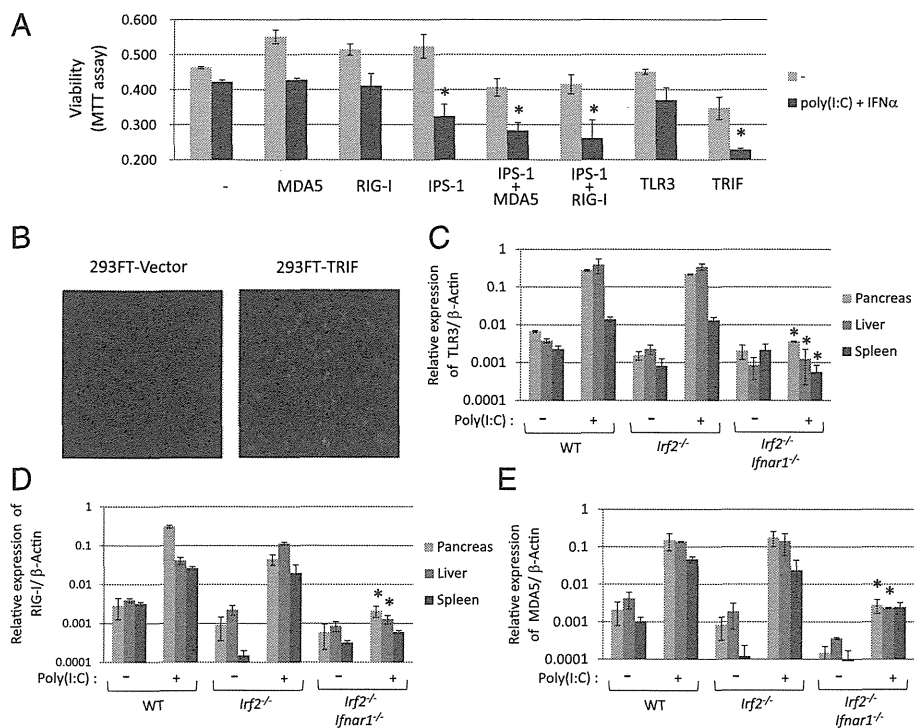 A
Viability
(MTT assay)
0.600
0.500
0.400
0.300
0.200
*
*
*
*
-
MDA5
RIG-I
IPS-1
IPS-1
+
MDA5
IPS-1
+
RIG-I
TLR3
TRIF
-
poly(I:C) + IFNα
B
293FT-Vector
293FT-TRIF
C
Relative expression
of TLR3/ β-Actin
1
0.1
0.01
0.001
0.0001
* * *
Pancreas
Liver
Spleen
Poly(I:C) : − + − + − +
WT
Irf2-/-
Irf2-/-
Ifnar1-/-
D
Relative expression of
RIG-I/ β-Actin
1
0.1
0.01
0.001
0.0001
* *
Pancreas
Liver
Spleen
Poly(I:C) : − + − + − +
WT
Irf2-/-
Irf2-/-
Ifnar1-/-
E
Relative expression
of MDA5/ β-Actin
1
0.1
0.01
0.001
0.0001
* *
Poly(I:C) : − + − + − +
WT
Irf2-/-
Irf2-/-
Ifnar1-/-